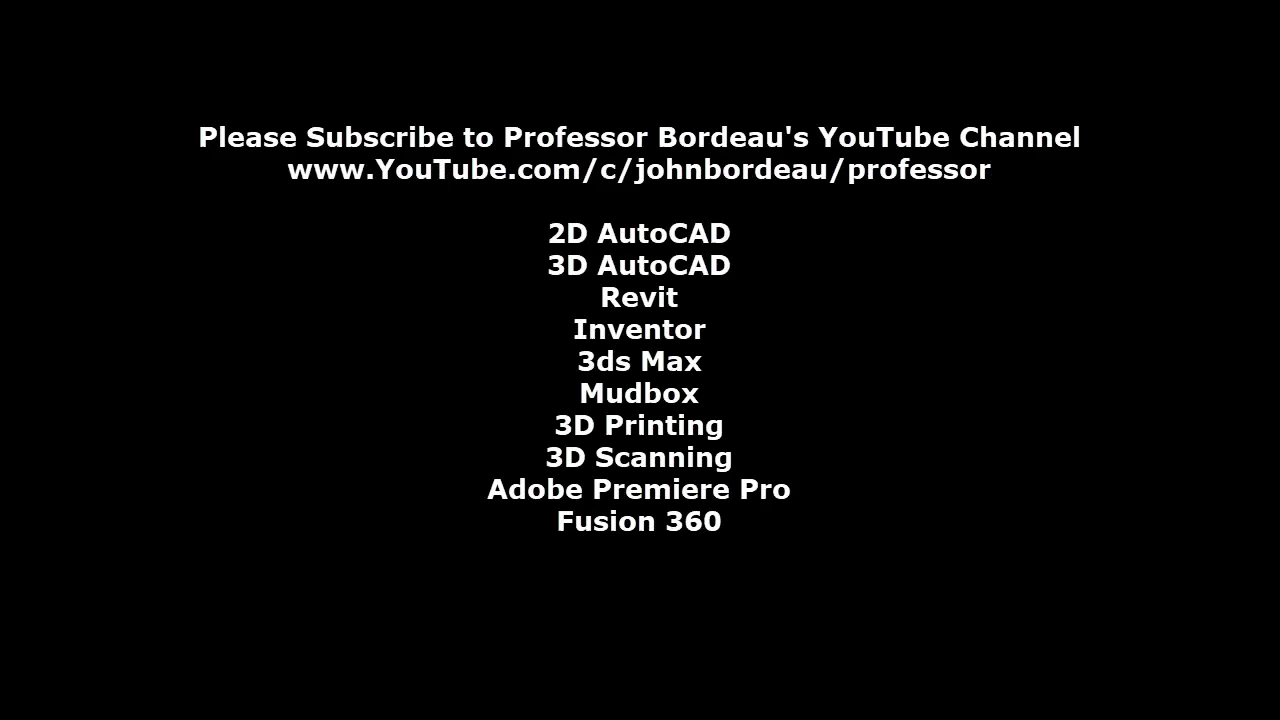 Please Subscribe to Professor Bordeau's YouTube Channel
www.YouTube.com/c/johnbordeau/professor
2D AutoCAD
3D AutoCAD
Revit
Inventor
3ds Max
Mudbox
3D Printing
3D Scanning
Adobe Premiere Pro
Fusion 360